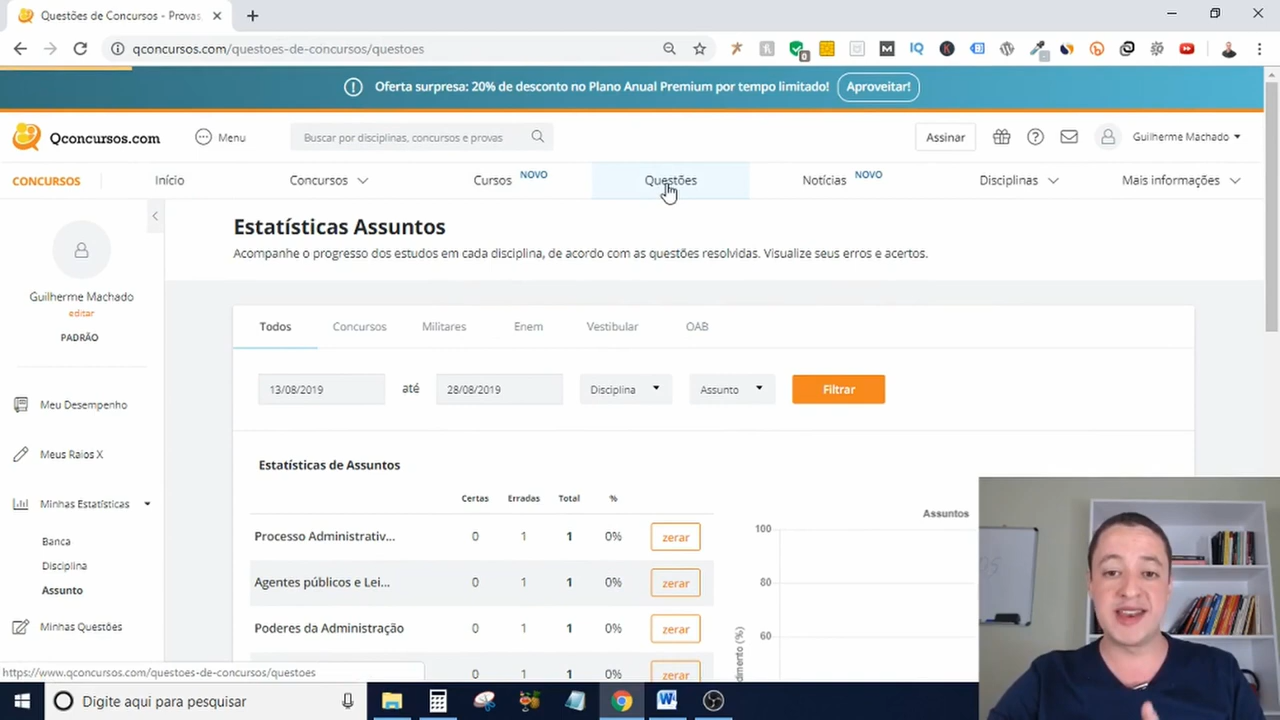 Questões de Concursos - Provas
qconcursos.com/questoes-de-concursos/questoes
Oferta surpresa: 20% de desconto no Plano Anual Premium por tempo limitado! Aproveitar!
Qconcursos.com Menu Buscar por disciplinas, concursos e provas Assinar Guilherme Machado
CONCURSOS Início Concursos Cursos NOVO Questões Notícias NOVO Disciplinas Mais informações
Estatísticas Assuntos
Acompanhe o progresso dos estudos em cada disciplina, de acordo com as questões resolvidas. Visualize seus erros e acertos.
Guilherme Machado
editar
PADRÃO
Meu Desempenho
Meus Raios X
Minhas Estatísticas
Banca
Disciplina
Assunto
Minhas Questões
Todos Concursos Militares Enem Vestibular OAB
13/08/2019 até 28/08/2019 Disciplina Assunto Filtrar
Estatísticas de Assuntos
Certas Erradas Total %
Processo Administrativ... 0 1 1 0% zerar
Agentes públicos e Lei... 0 1 1 0% zerar
Poderes da Administração 0 1 1 0% zerar
0 1 1 0% zerar
Assuntos
100
80
60
dimento (%)
https://www.qconcursos.com/questoes-de-concursos/questoes
Digite aqui para pesquisar